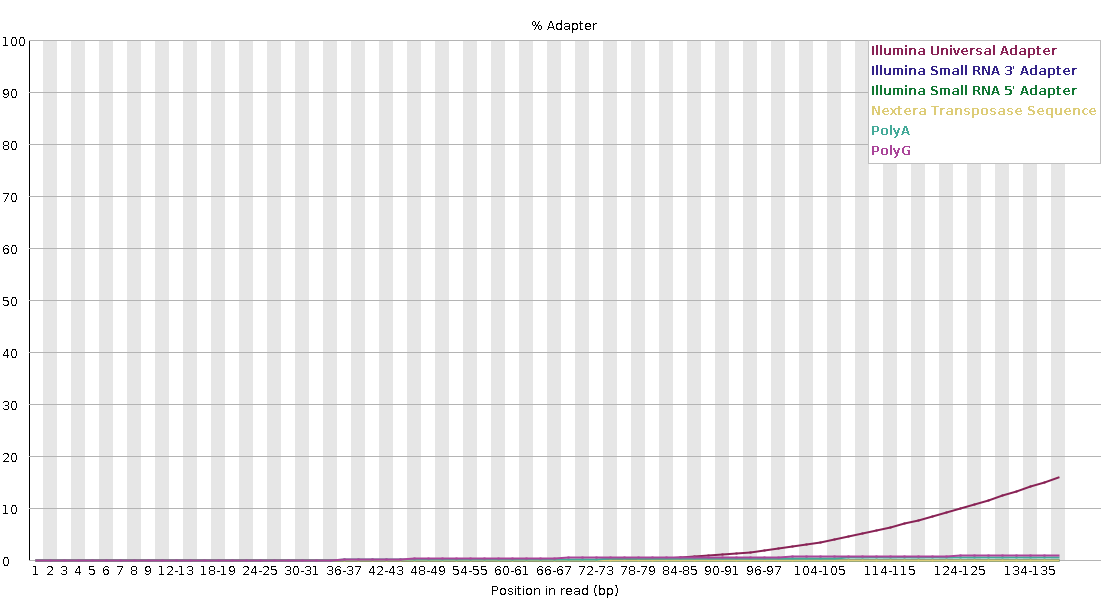 % Adapter
100
90
80
70
60
50
40
30
20
10
0
Illumina Universal Adapter
Illumina Small RNA 3' Adapter
Illumina Small RNA 5' Adapter
Nextera Transposase Sequence
PolyA
PolyG
1 2 3 4 5 6 7 8 9 12-13 18-19 24-25 30-31 36-37 42-43 48-49 54-55 60-61 66-67 72-73 78-79 84-85 90-91 96-97 104-105 114-115 124-125 134-135
Position in read (bp)